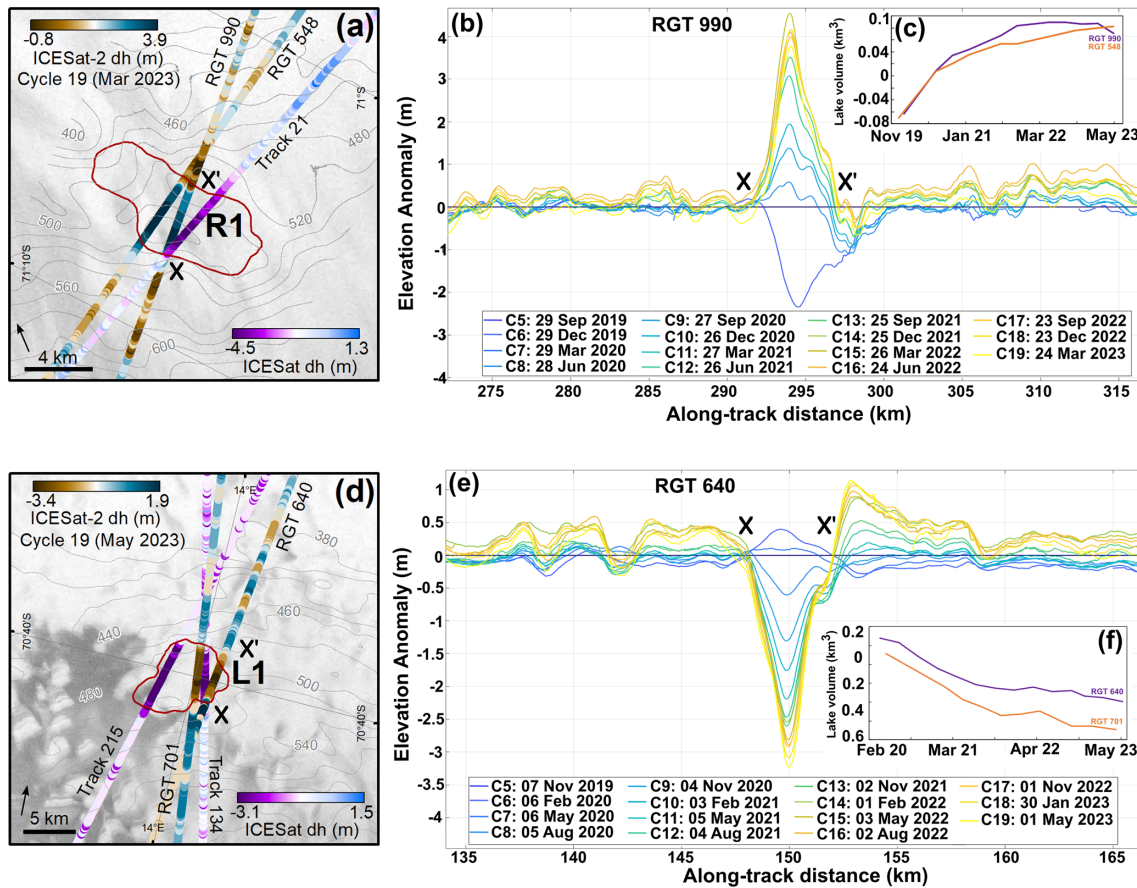 (a)
-0.8 3.9
ICESat-2 dh (m)
Cycle 19 (Mar 2023)
RGT 990
RGT 548
Track 21
71°S
71°10'S
400
460
480
500
520
560
600
X'
R1
X
4 km
-4.5 1.3
ICESat dh (m)
(b)
RGT 990
Elevation Anomaly (m)
4
3
2
1
0
-1
-2
-3
-4
X X'
C5: 29 Sep 2019 C9: 27 Sep 2020 C13: 25 Sep 2021 C17: 23 Sep 2022
C6: 29 Dec 2019 C10: 26 Dec 2020 C14: 25 Dec 2021 C18: 23 Dec 2022
C7: 29 Mar 2020 C11: 27 Mar 2021 C15: 26 Mar 2022 C19: 24 Mar 2023
C8: 28 Jun 2020 C12: 26 Jun 2021 C16: 24 Jun 2022
275 280 285 290 295 300 305 310 315
Along-track distance (km)
(c)
Lake volume (km³)
0.1
0.08
0.04
0
-0.04
-0.08
RGT 990
RGT 548
Nov 19 Jan 21 Mar 22 May 23
(d)
-3.4 1.9
ICESat-2 dh (m)
Cycle 19 (May 2023)
14°E
RGT 640
380
460
440
480
500
540
70°40'S
70°40'S
X'
L1
X
Track 215
RGT 701
Track 134
14°E
5 km
-3.1 1.5
ICESat dh (m)
(e)
RGT 640
Elevation Anomaly (m)
1
0.5
0
-0.5
-1
-1.5
-2
-2.5
-3
-3.5
-4
X X'
C5: 07 Nov 2019 C9: 04 Nov 2020 C13: 02 Nov 2021 C17: 01 Nov 2022
C6: 06 Feb 2020 C10: 03 Feb 2021 C14: 01 Feb 2022 C18: 30 Jan 2023
C7: 06 May 2020 C11: 05 May 2021 C15: 03 May 2022 C19: 01 May 2023
C8: 05 Aug 2020 C12: 04 Aug 2021 C16: 02 Aug 2022
135 140 145 150 155 160 165
Along-track distance (km)
(f)
Lake volume (km³)
0.2
0
0.2
0.4
0.6
RGT 640
RGT 701
Feb 20 Mar 21 Apr 22 May 23